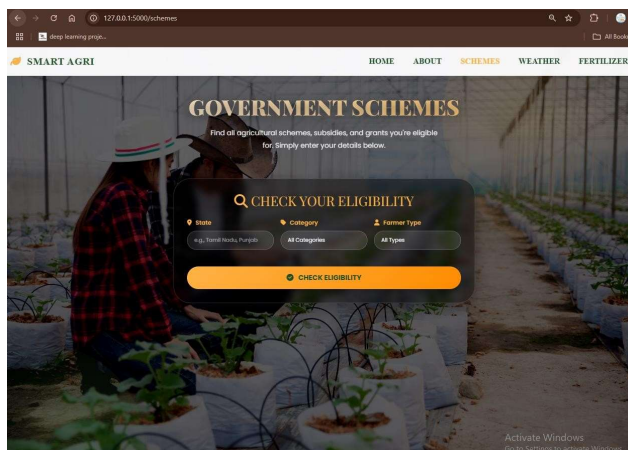 127.0.0.1:5000/schemes
deep learning proje...
All Book
SMART AGRI
HOME ABOUT SCHEMES WEATHER FERTILIZER
GOVERNMENT SCHEMES
Find all agricultural schemes, subsidies, and grants you're eligible
for. Simply enter your details below.
CHECK YOUR ELIGIBILITY
State Category Farmer Type
e.g., Tamil Nadu, Punjab All Categories All Types
CHECK ELIGIBILITY
Activate Windows
Go to Settings to activate Windows